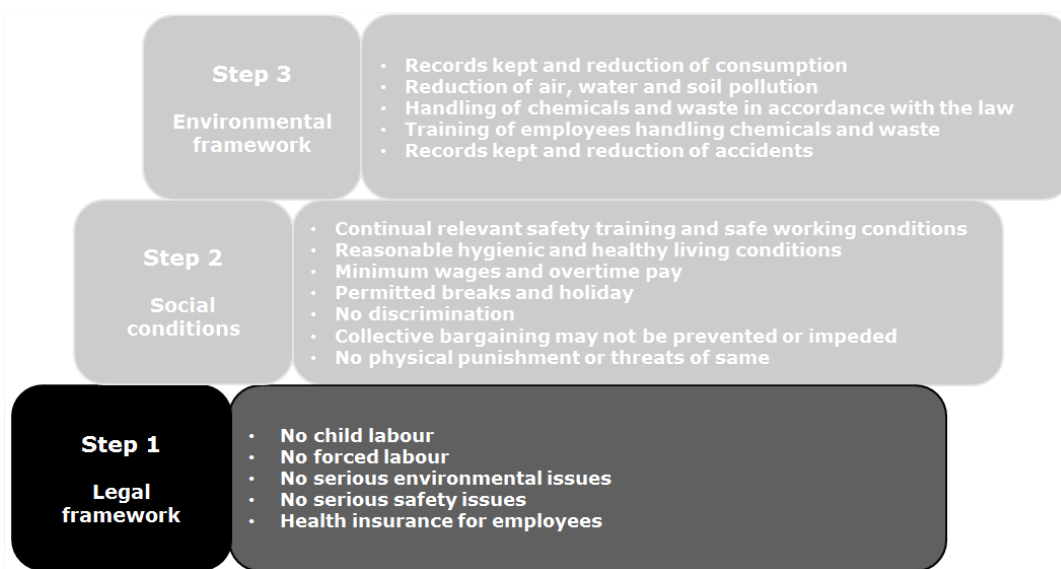 Step 3
Environmental
framework
• Records kept and reduction of consumption
• Reduction of air, water and soil pollution
• Handling of chemicals and waste in accordance with the law
• Training of employees handling chemicals and waste
• Records kept and reduction of accidents
Step 2
Social
conditions
• Continual relevant safety training and safe working conditions
• Reasonable hygienic and healthy living conditions
• Minimum wages and overtime pay
• Permitted breaks and holiday
• No discrimination
• Collective bargaining may not be prevented or impeded
• No physical punishment or threats of same
Step 1
Legal
framework
• No child labour
• No forced labour
• No serious environmental issues
• No serious safety issues
• Health insurance for employees